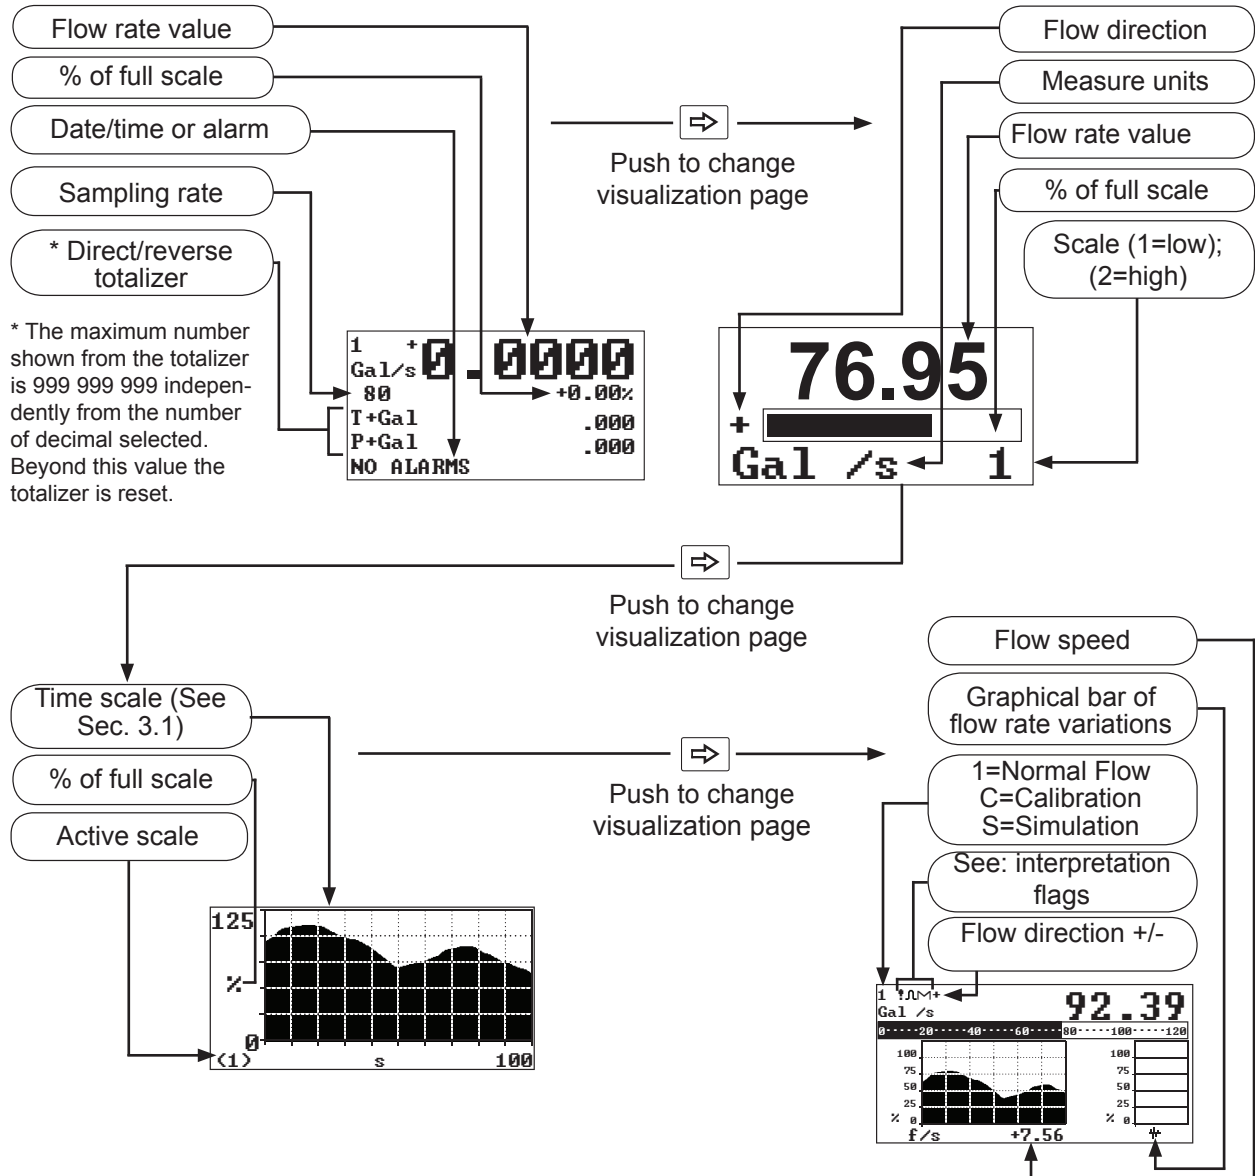 Flow rate value
% of full scale
Date/time or alarm
Sampling rate
* Direct/reverse
totalizer
* The maximum number
shown from the totalizer
is 999 999 999 indepen-
dently from the number
of decimal selected.
Beyond this value the
totalizer is reset.
1 +
Gal/s
0.0000
80
+0.00%
T+Gal .000
P+Gal .000
NO ALARMS
Push to change
visualization page
Flow direction
Measure units
Flow rate value
% of full scale
Scale (1=low);
(2=high)
76.95
+
Gal /s 1
Push to change
visualization page
Time scale (See
Sec. 3.1)
% of full scale
Active scale
125
%
0
(1) s 100
Push to change
visualization page
Flow speed
Graphical bar of
flow rate variations
1=Normal Flow
C=Calibration
S=Simulation
See: interpretation
flags
Flow direction +/-
1 ! M+
Gal /s
92.39
0 20 40 60 80 100 120
100
75
50
25
% 0
f/s +7.56
100
75
50
25
% 0